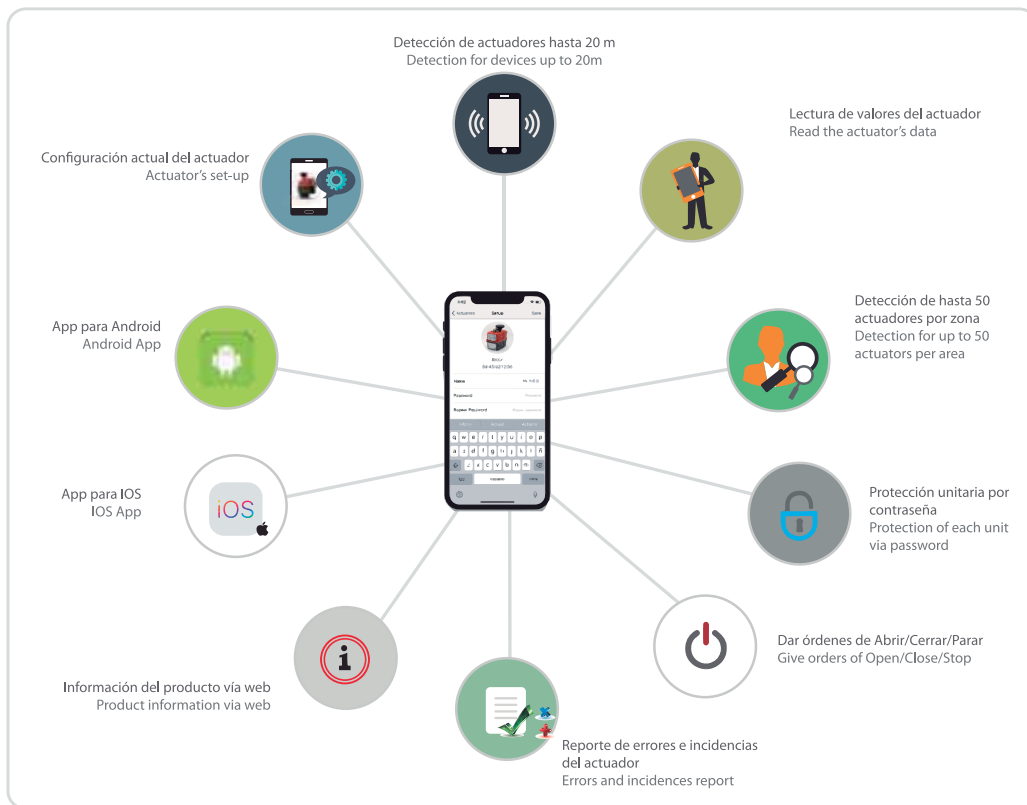 Detección de actuadores hasta 20 m
Detection for devices up to 20m
Lectura de valores del actuador
Read the actuator's data
Configuración actual del actuador
Actuator's set-up
Detección de hasta 50
actuadores por zona
Detection for up to 50
actuators per area
App para Android
Android App
Actuators Setup Save
Name
Password
Repeat Password
q w e r t y u i o p
a s d f g h j k l ñ
z x c v b n m
App para IOS
IOS App
iOS
Protección unitaria por
contraseña
Protection of each unit
via password
Dar órdenes de Abrir/Cerrar/Parar
Give orders of Open/Close/Stop
i
Información del producto vía web
Product information via web
Reporte de errores e incidencias
del actuador
Errors and incidences report